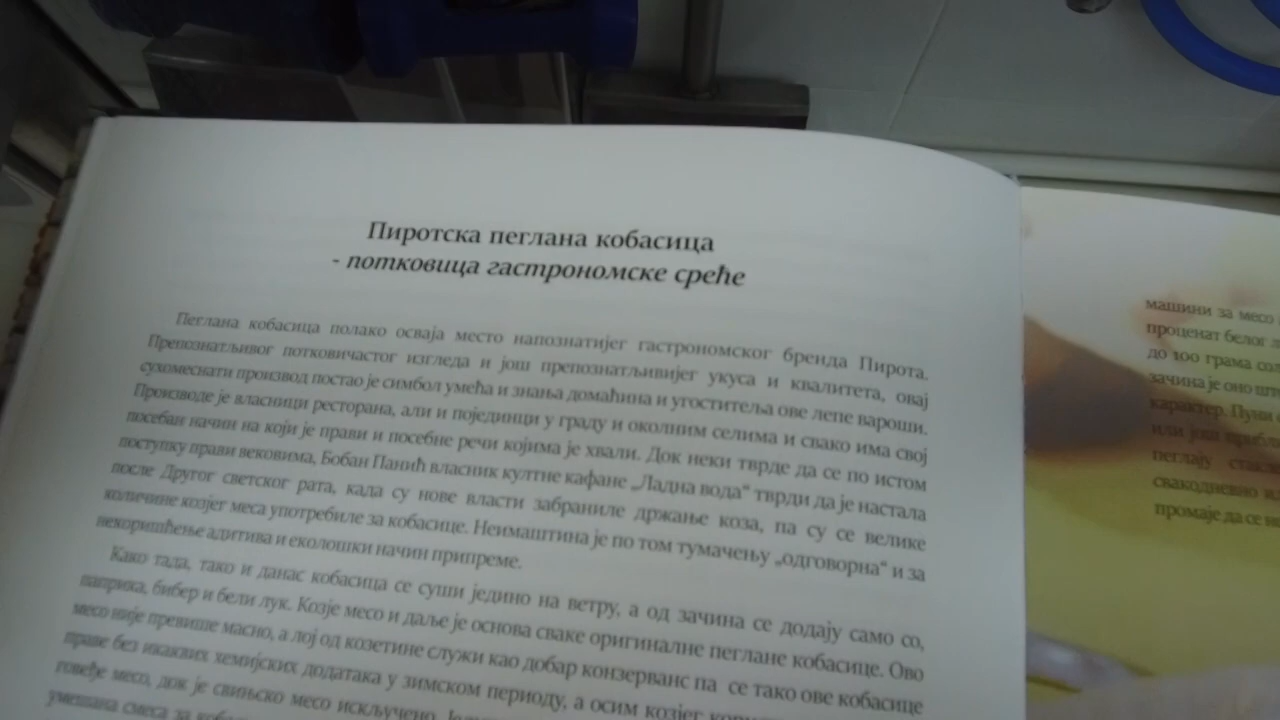 Пиротска пеглана кобасица
- потковица гастрономске среће
Пеглана кобасица полако осваја место напознатијег гастрономског бренда Пирота.
Препознатљивог потковичастог изгледа и још препознатљивијег укуса и квалитета, овај
сухомеснати производ постао је симбол умећа и знања домаћина и угоститеља ове лепе вароши.
Производе је власници ресторана, али и појединци у граду и околним селима и свако има свој
посебан начин на који је прави и посебне речи којима је хвали. Док неки тврде да се по истом
поступку прави вековима, Бобан Панић власник култне кафане „Ладна вода“ тврди да је настала
после Другог светског рата, када су нове власти забраниле држање коза, па су се велике
количине козјег меса употребиле за кобасице. Неимаштина је по том тумачењу „одговорна“ и за
некоришћење адитива и еколошки начин припреме.
Како тада, тако и данас кобасица се суши једино на ветру, а од зачина се додају само со,
паприка, бибер и бели лук. Козје месо и даље је основа сваке оригиналне пеглане кобасице. Ово
месо није превише масно, а лој од козетине служи као добар конзерванс па се тако ове кобасице
праве без икаквих хемијских додатака у зимском периоду, а осим козјег
говеђе месо, док је свињско месо искључено.
умешана смеса за
машини за месо
проценат белог
до 100 грама
зачина је оно
карактер. Пуни
или још
пеглају
свакодневно
промаје да се